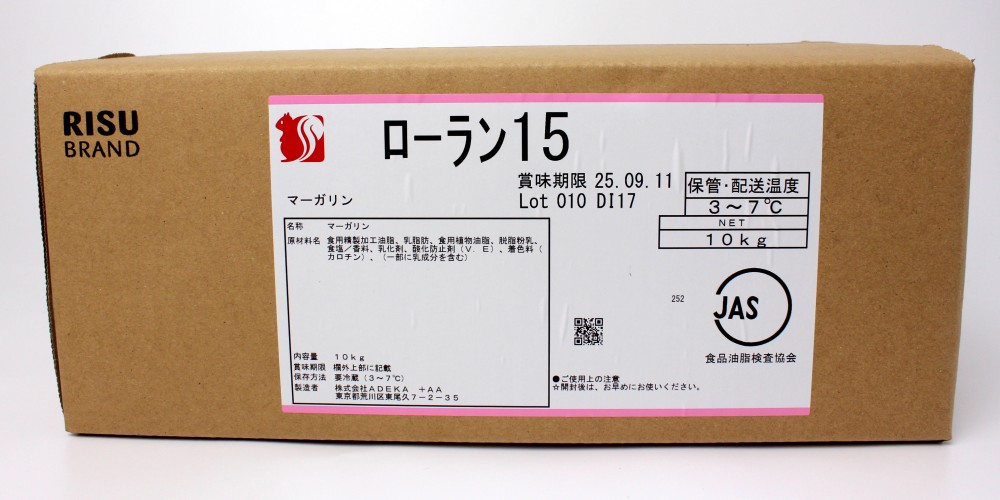 RISU
BRAND
ローラン15
賞味期限 25.09.11
Lot 010 DI17
保管・配送温度
3～7℃
NET
10kg
マーガリン
名称 マーガリン
原材料名 食用精製加工油脂、乳脂肪、食用植物油脂、脱脂粉乳、
食塩／香料、乳化剤、酸化防止剤（V．E）、着色料（
カロチン）、（一部に乳成分を含む）
内容量 10kg
賞味期限 欄外上部に記載
保存方法 要冷蔵（3～7℃）
製造者 株式会社ADEKA +AA
東京都荒川区東尾久7－2－35
252
JAS
食品油脂検査協会
●ご使用上の注意
☆開封後は、お早めにお使いください。